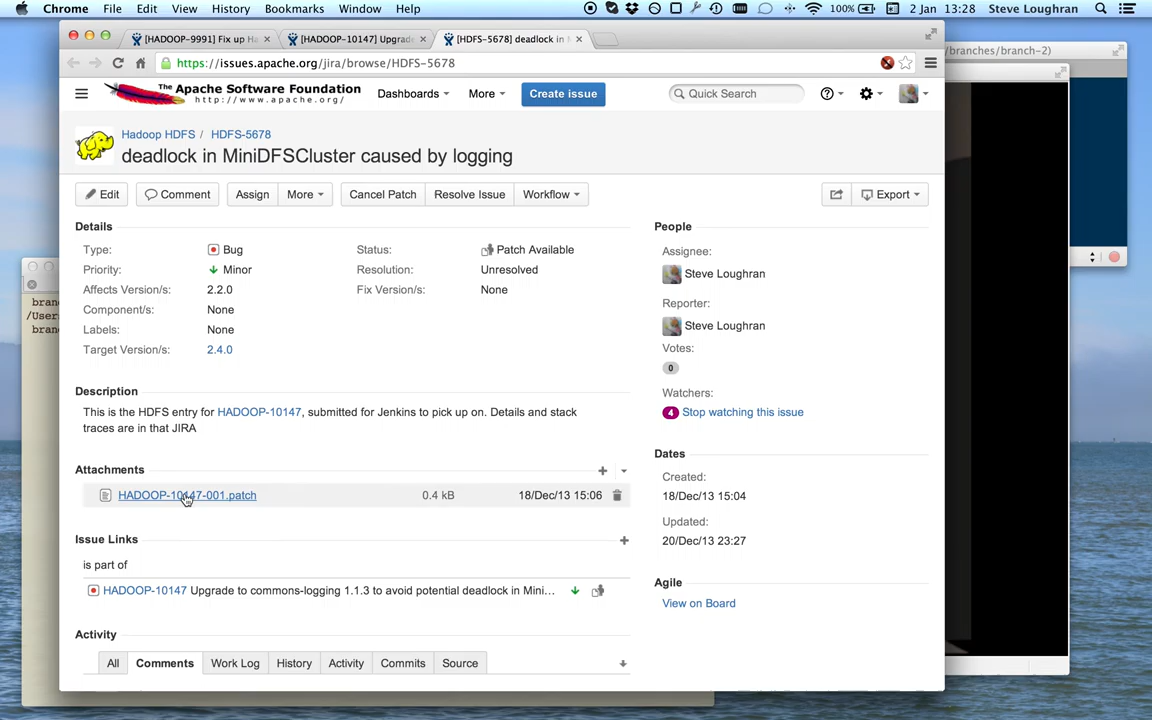 Chrome File Edit View History Bookmarks Window Help 100% 2 Jan 13:28 Steve Loughran
[HADOOP-9991] Fix up Ha × [HADOOP-10147] Upgrade × [HDFS-5678] deadlock in M ×
/branches/branch-2)
https://issues.apache.org/jira/browse/HDFS-5678
The Apache Software Foundation
http://www.apache.org/
Dashboards More Create issue Quick Search
Hadoop HDFS / HDFS-5678
deadlock in MiniDFSCluster caused by logging
Edit Comment Assign More Cancel Patch Resolve Issue Workflow Export
Details
Type: Bug
Status: Patch Available
Priority: Minor
Resolution: Unresolved
Affects Version/s: 2.2.0
Fix Version/s: None
Component/s: None
Labels: None
Target Version/s: 2.4.0
People
Assignee:
Steve Loughran
Reporter:
Steve Loughran
Votes:
0
Watchers:
4 Stop watching this issue
bran
/User
bran
Description
This is the HDFS entry for HADOOP-10147, submitted for Jenkins to pick up on. Details and stack
traces are in that JIRA
Attachments
HADOOP-10147-001.patch 0.4 kB 18/Dec/13 15:06
Dates
Created:
18/Dec/13 15:04
Updated:
20/Dec/13 23:27
Issue Links
is part of
HADOOP-10147 Upgrade to commons-logging 1.1.3 to avoid potential deadlock in Mini...
Agile
View on Board
Activity
All Comments Work Log History Activity Commits Source